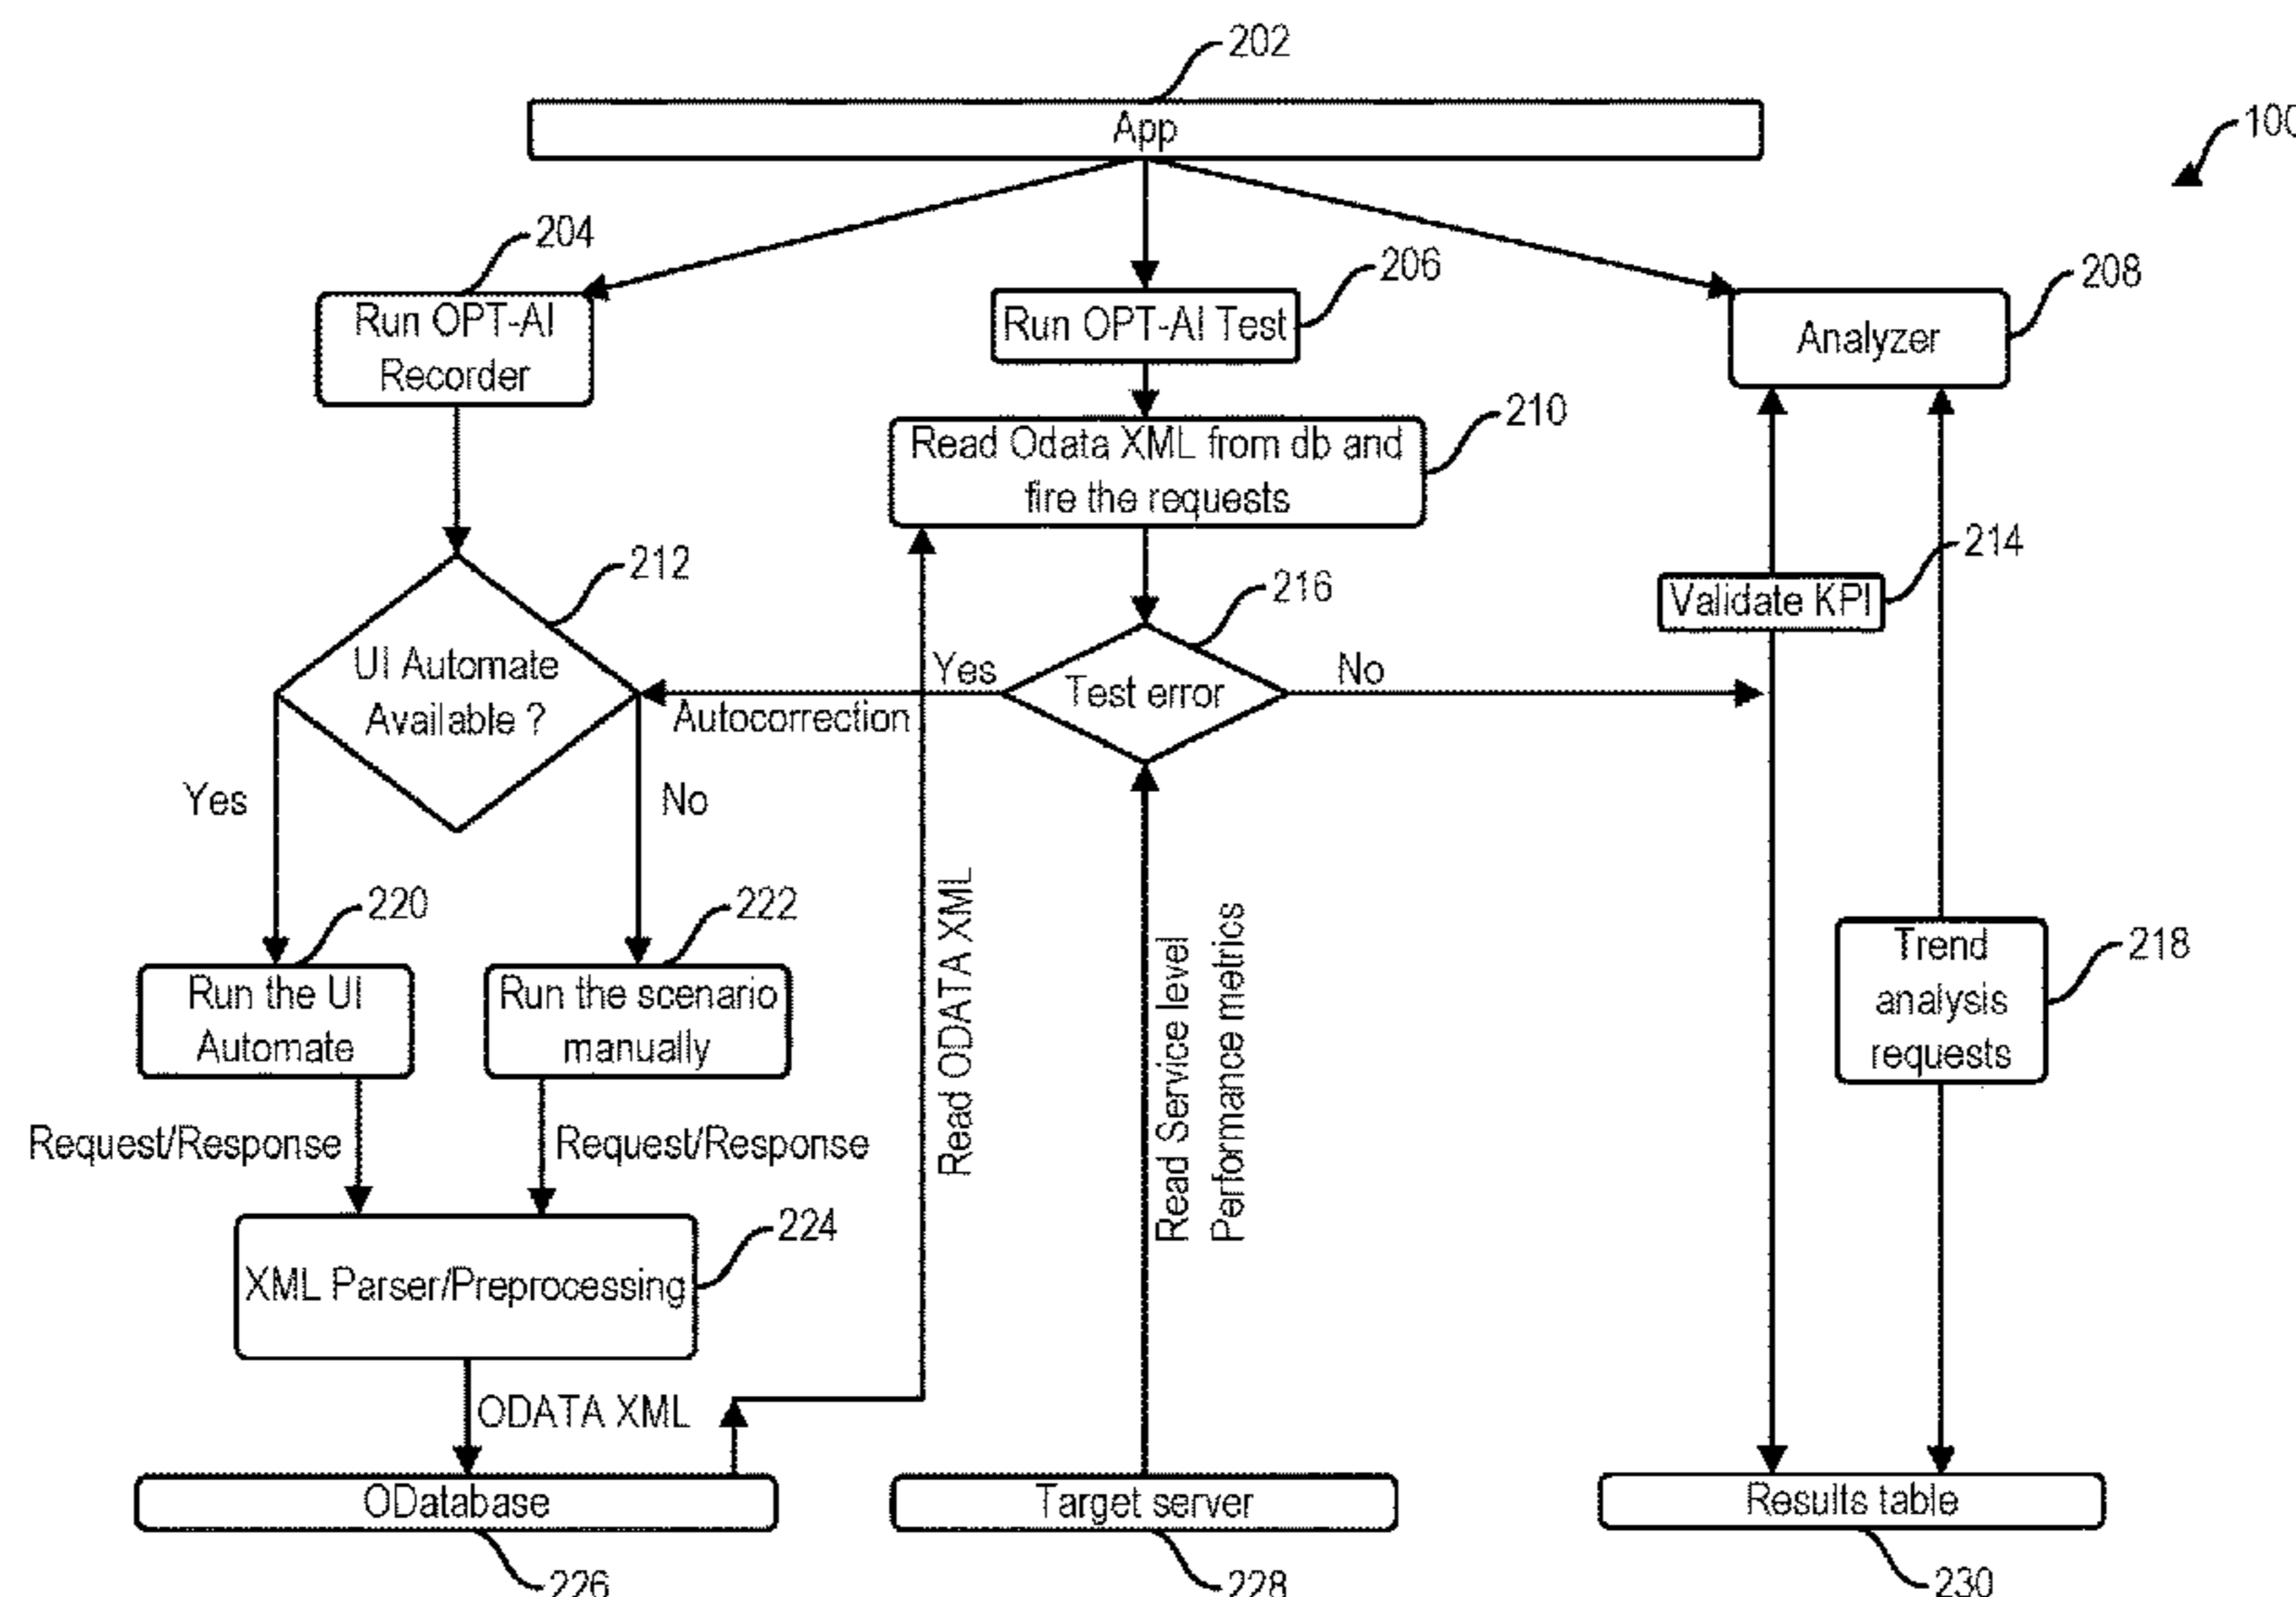 202
App
100
204
Run OPT-AI
Recorder
206
Run OPT-AI Test
208
Analyzer
210
Read Odata XML from db and
fire the requests
212
UI Automate
Available ?
Yes
No
214
Validate KPI
216
Test error
Yes
Autocorrection
No
218
Trend
analysis
requests
220
Run the UI
Automate
222
Run the scenario
manually
Read ODATA XML
Read Service level
Performance metrics
Request/Response
Request/Response
224
XML Parser/Preprocessing
ODATA XML
ODatabase
226
Target server
228
Results table
230